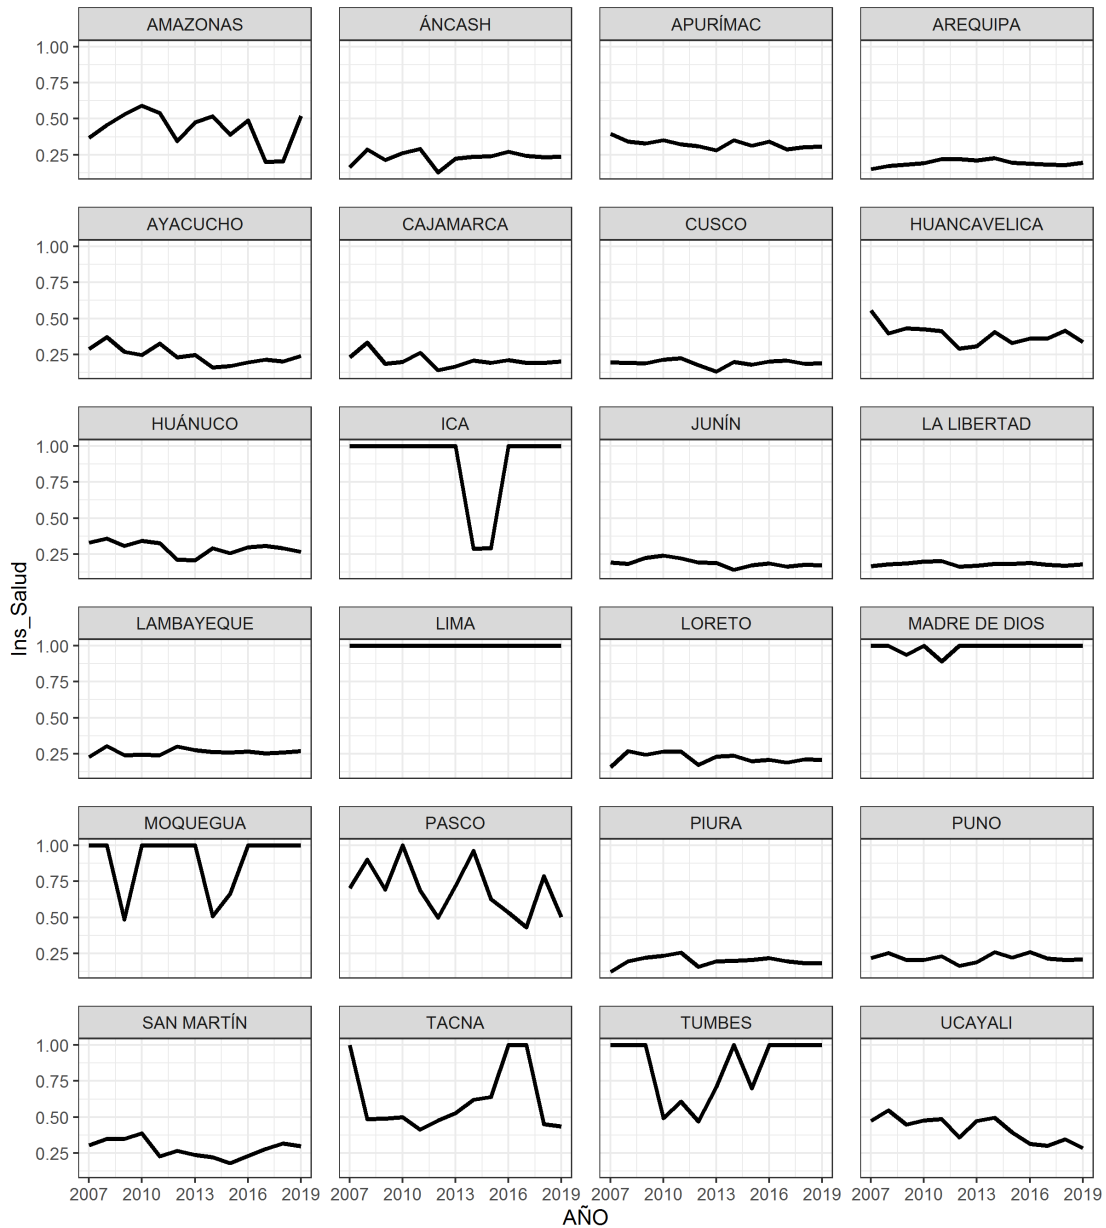 AMAZONAS ÁNCASH APURÍMAC AREQUIPA
1.00
0.75
0.50
0.25
AYACUCHO CAJAMARCA CUSCO HUANCAVELICA
1.00
0.75
0.50
0.25
HUÁNUCO ICA JUNÍN LA LIBERTAD
1.00
0.75
0.50
0.25
Ins_Salud
LAMBAYEQUE LIMA LORETO MADRE DE DIOS
1.00
0.75
0.50
0.25
MOQUEGUA PASCO PIURA PUNO
1.00
0.75
0.50
0.25
SAN MARTÍN TACNA TUMBES UCAYALI
1.00
0.75
0.50
0.25
2007 2010 2013 2016 2019 2007 2010 2013 2016 2019 2007 2010 2013 2016 2019 2007 2010 2013 2016 2019
AÑO